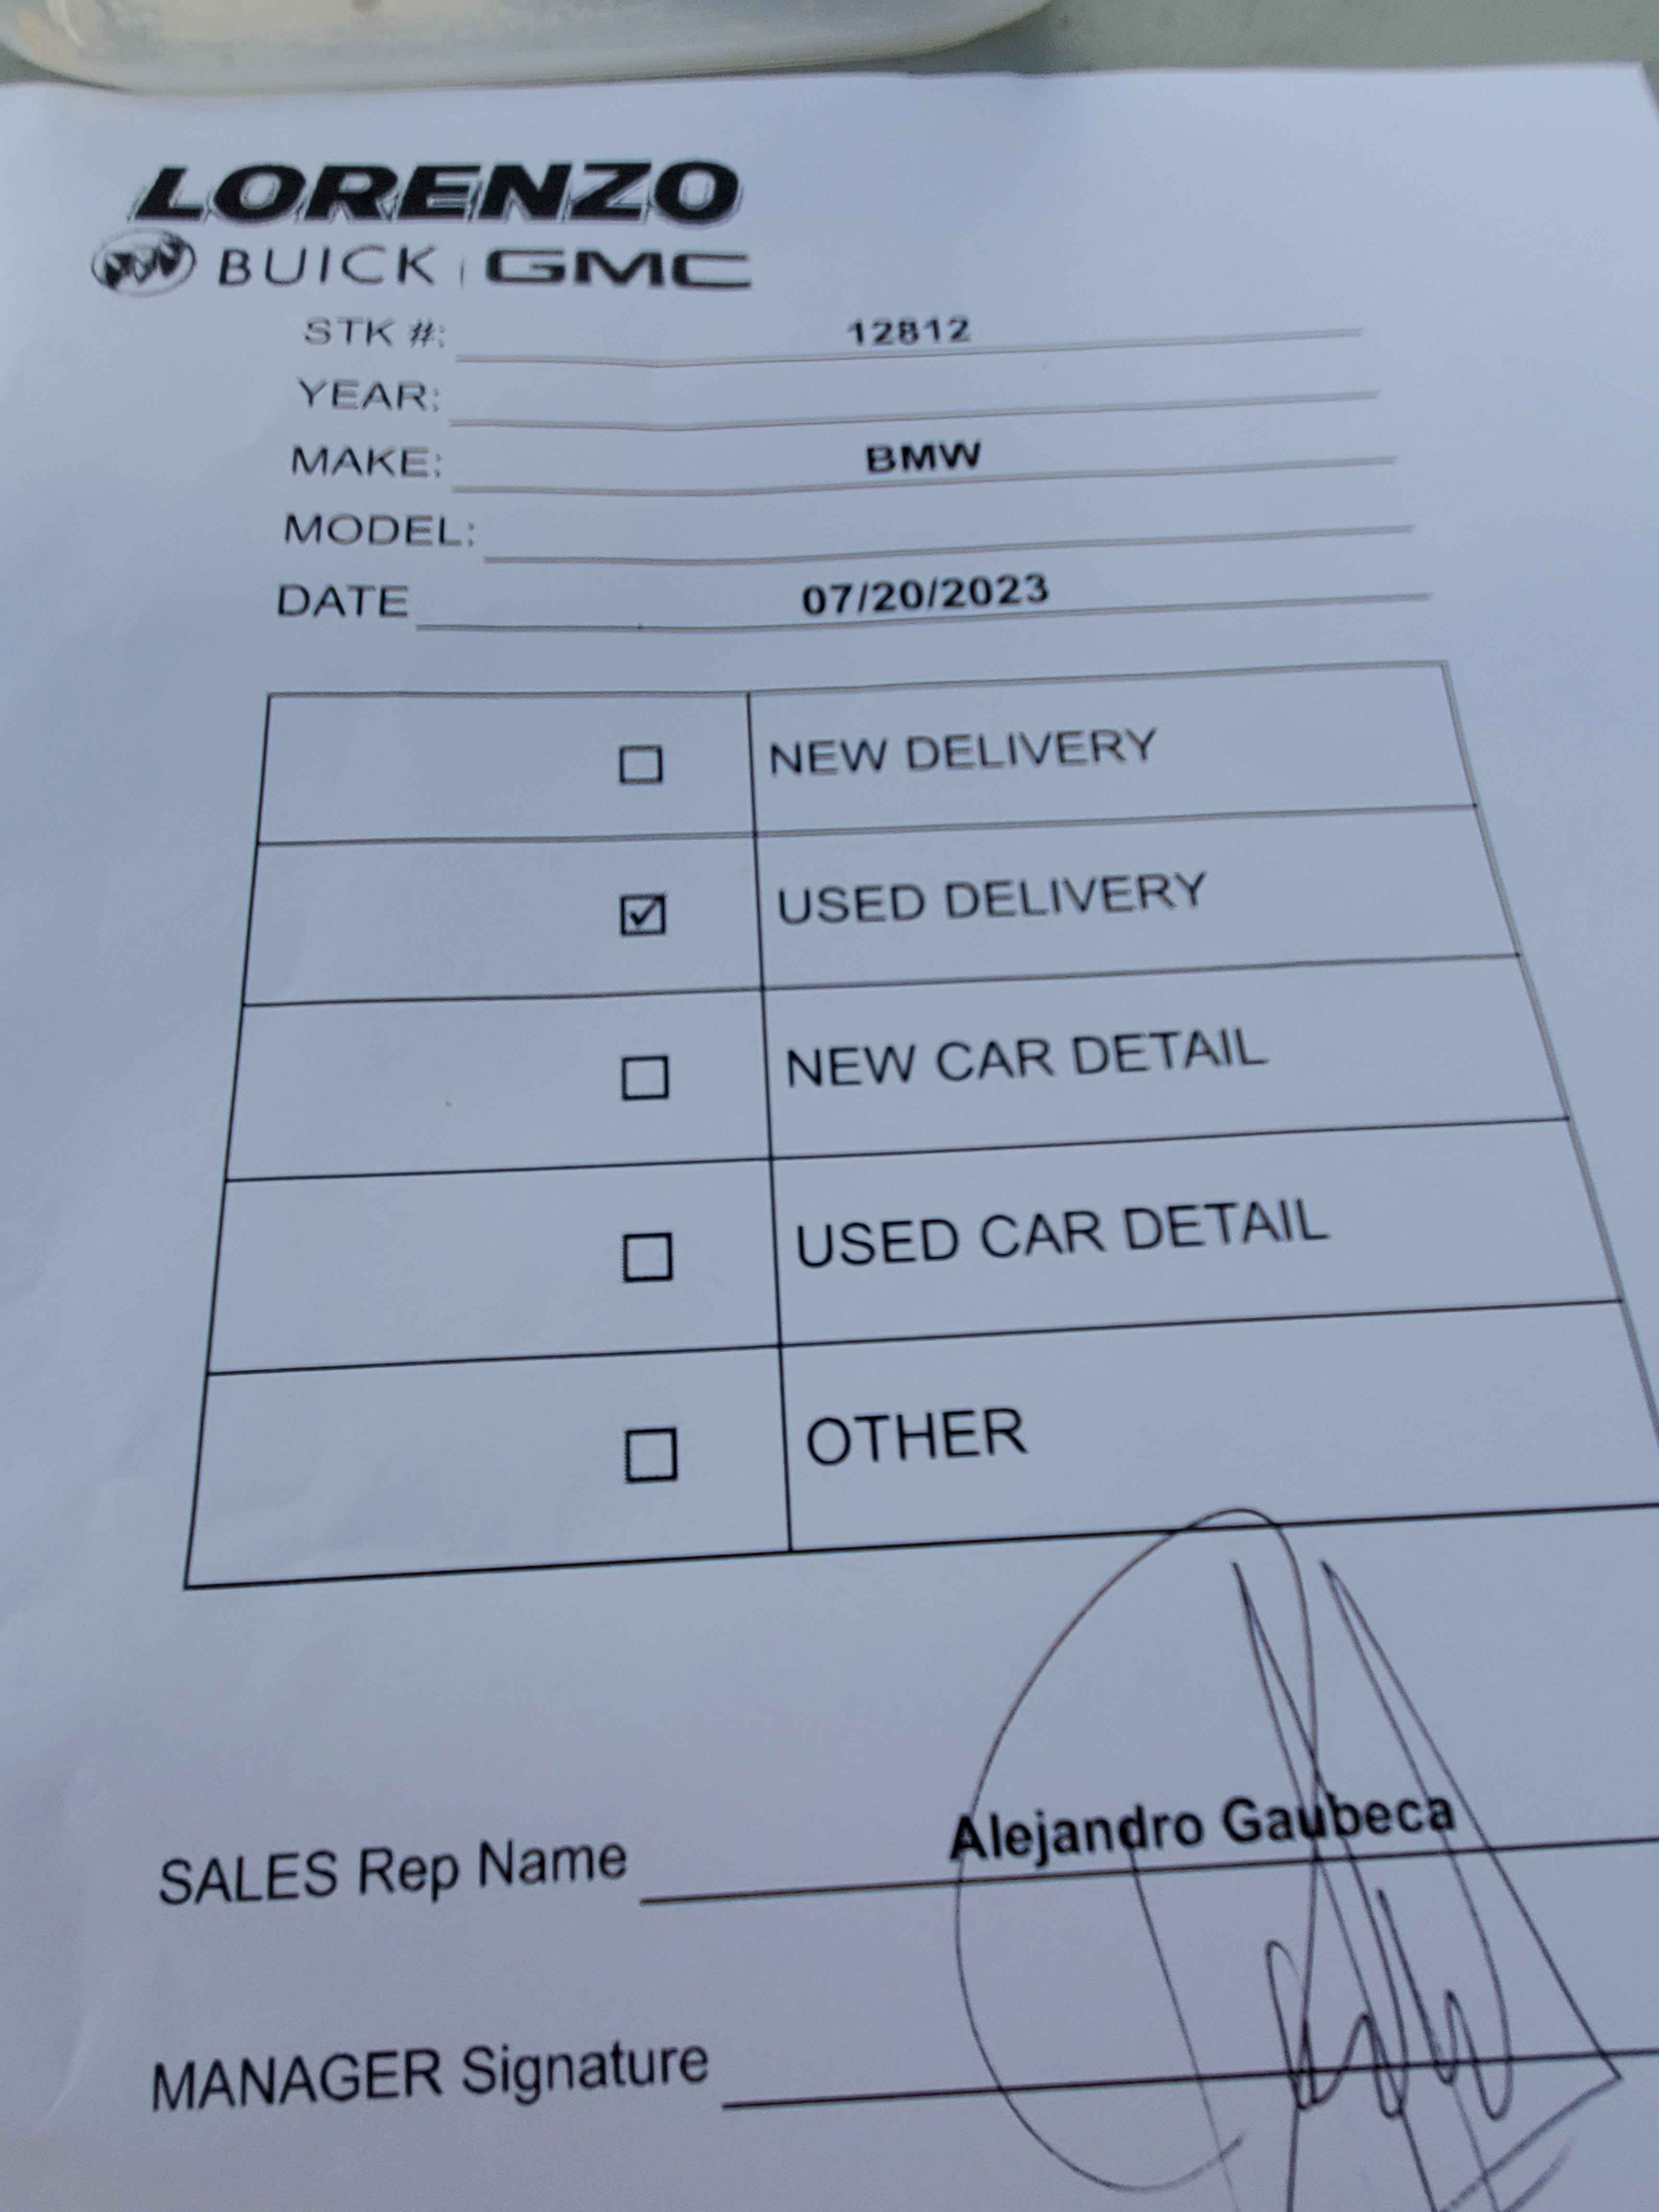 LORENZO
BUICK | GMC
STK #: 12812
YEAR:
MAKE: BMW
MODEL:
DATE 07/20/2023
☐ NEW DELIVERY
☑ USED DELIVERY
☐ NEW CAR DETAIL
☐ USED CAR DETAIL
☐ OTHER
SALES Rep Name Alejandro Gaubeca
MANAGER Signature